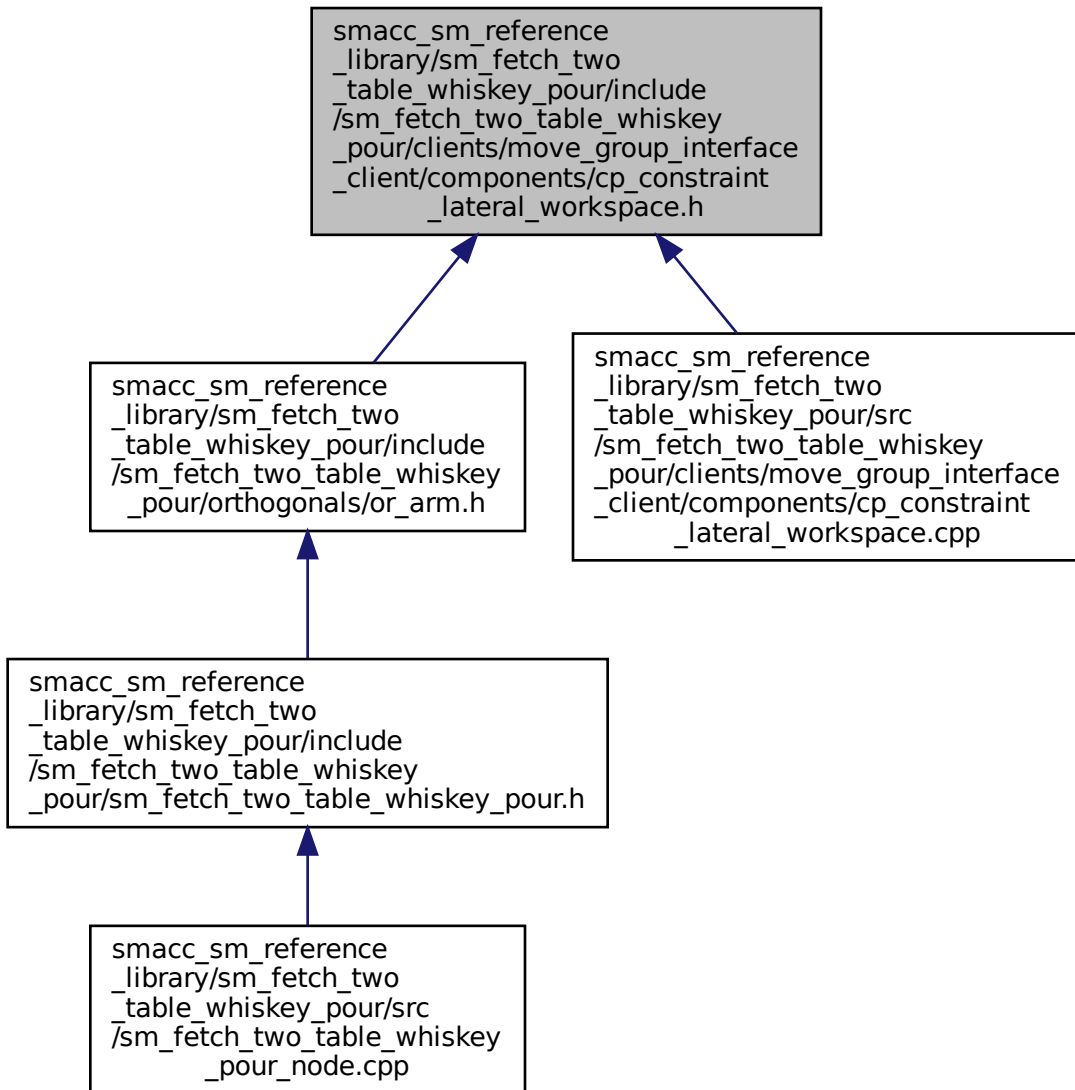 smacc_sm_reference
_library/sm_fetch_two
_table_whiskey_pour/include
/sm_fetch_two_table_whiskey
_pour/clients/move_group_interface
_client/components/cp_constraint
_lateral_workspace.h
smacc_sm_reference
_library/sm_fetch_two
_table_whiskey_pour/include
/sm_fetch_two_table_whiskey
_pour/orthogonals/or_arm.h
smacc_sm_reference
_library/sm_fetch_two
_table_whiskey_pour/src
/sm_fetch_two_table_whiskey
_pour/clients/move_group_interface
_client/components/cp_constraint
_lateral_workspace.cpp
smacc_sm_reference
_library/sm_fetch_two
_table_whiskey_pour/include
/sm_fetch_two_table_whiskey
_pour/sm_fetch_two_table_whiskey_pour.h
smacc_sm_reference
_library/sm_fetch_two
_table_whiskey_pour/src
/sm_fetch_two_table_whiskey
_pour_node.cpp